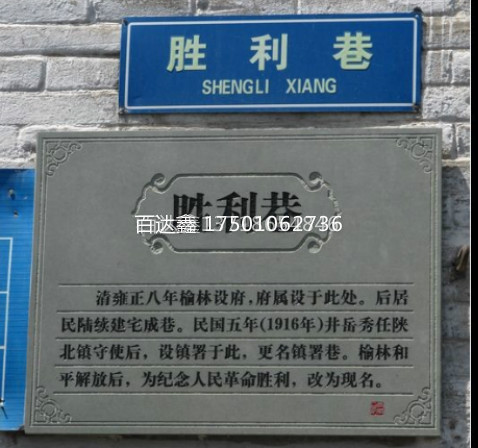 胜利巷
SHENGLI XIANG
胜利巷
百达鑫 17501062736
清雍正八年榆林设府，府属设于此处。后居
民陆续建宅成巷。民国五年(1916年)井岳秀任陕
北镇守使后，设镇署于此，更名镇署巷。榆林和
平解放后，为纪念人民革命胜利，改为现名。